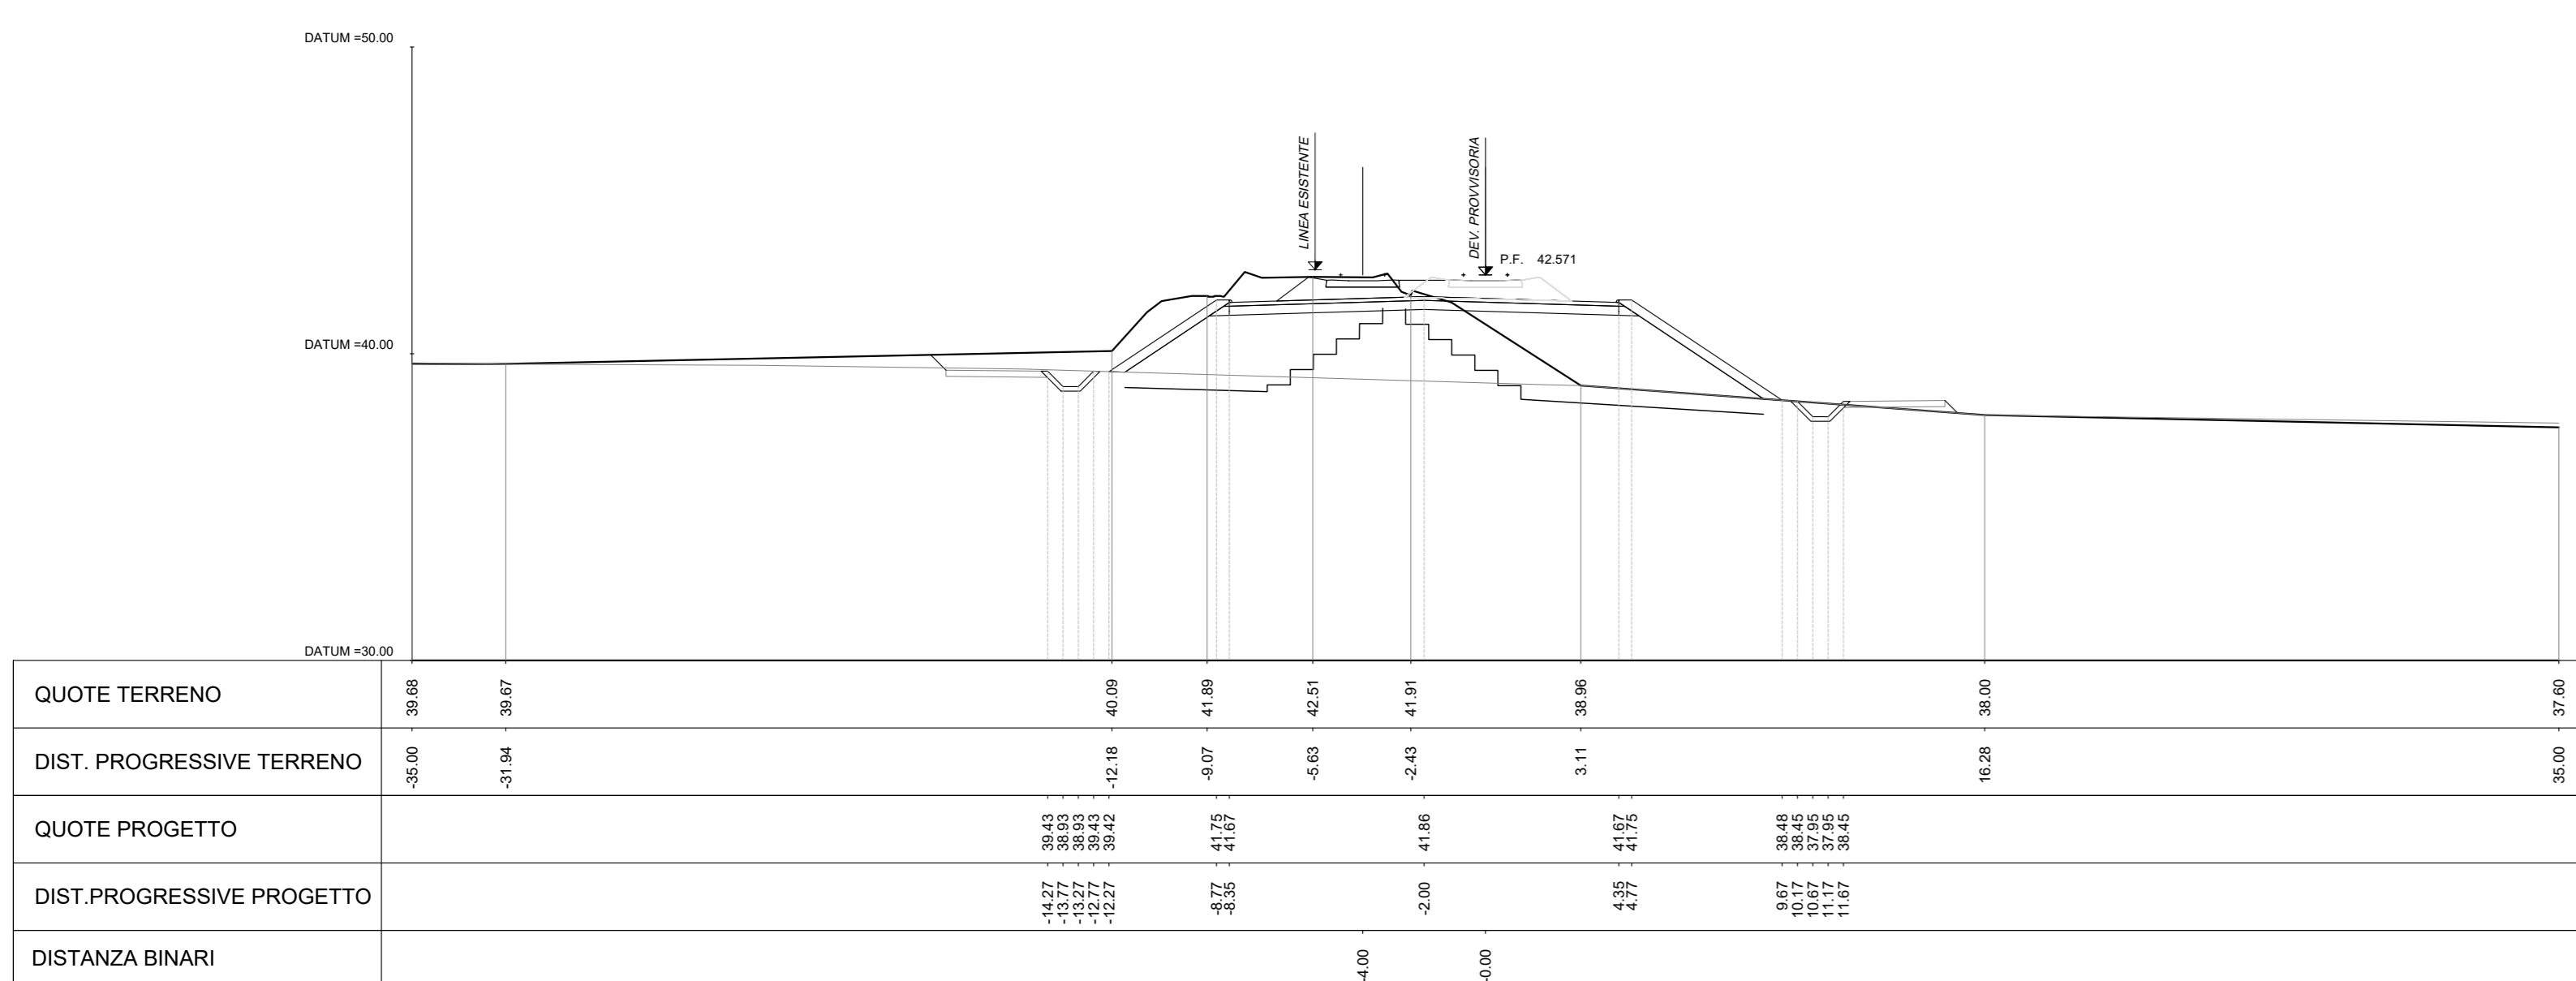 DATUM =50.00
LINEA ESISTENTE
DEV. PROVVISORIA
P.F. 42.571
DATUM =40.00
DATUM =30.00
QUOTE TERRENO 39.68 39.67 40.09 41.89 42.51 41.91 38.96 38.00 37.60
DIST. PROGRESSIVE TERRENO -35.00 -31.94 -12.18 -9.07 -5.63 -2.43 3.11 16.28 35.00
QUOTE PROGETTO 39.43 38.93 38.93 39.43 39.42 41.75 41.67 41.86 41.67 41.75 38.48 38.45 37.95 37.95 38.45
DIST.PROGRESSIVE PROGETTO -14.27 -13.77 -13.27 -12.77 -12.27 -8.77 -8.35 -2.00 4.35 4.77 9.67 10.17 10.67 11.17 11.67
DISTANZA BINARI -4.00 -0.00